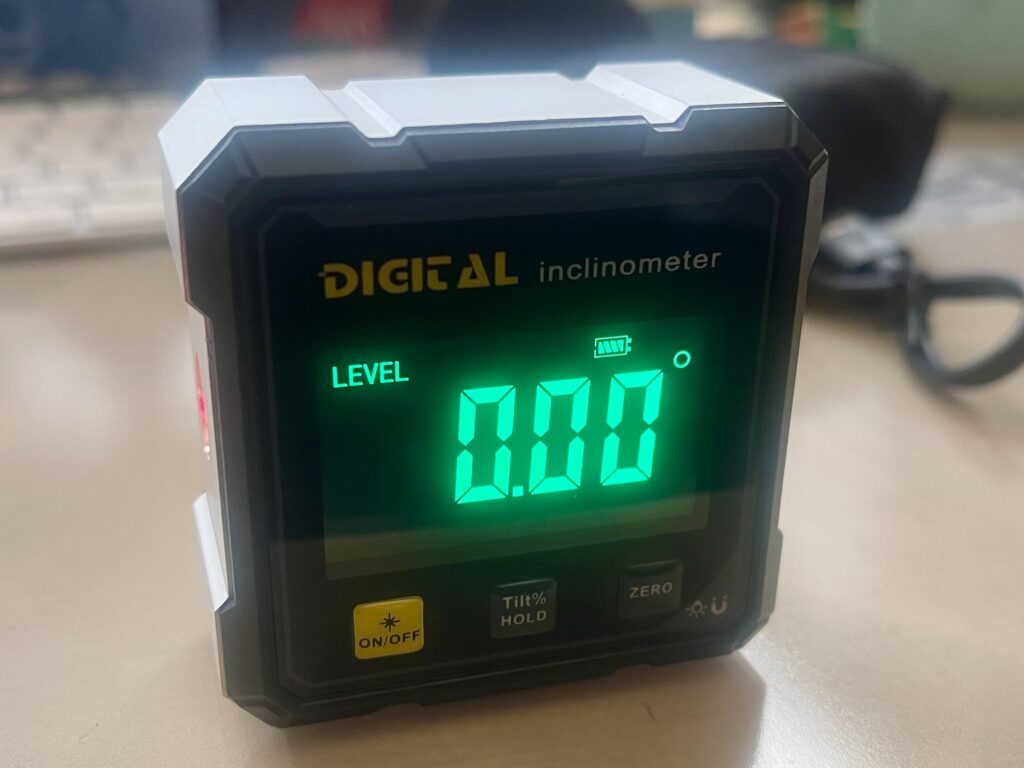 DIGITAL inclinometer
LEVEL
0.00°
ON/OFF
Tilt%
HOLD
ZERO